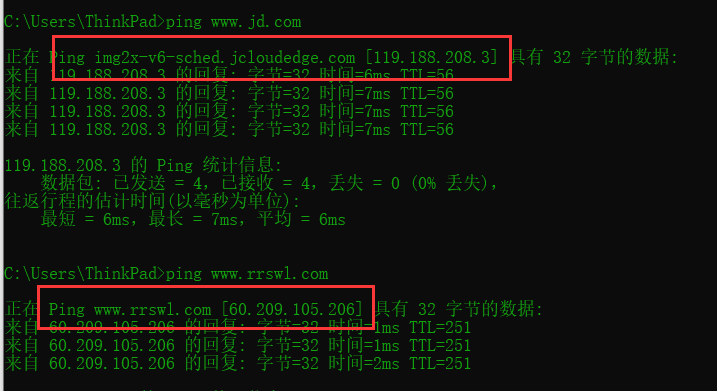 C:\Users\ThinkPad>ping www.jd.com
正在 Ping img2x-v6-sched.jcloudedge.com [119.188.208.3] 具有 32 字节的数据:
来自 119.188.208.3 的回复: 字节=32 时间=6ms TTL=56
来自 119.188.208.3 的回复: 字节=32 时间=7ms TTL=56
来自 119.188.208.3 的回复: 字节=32 时间=7ms TTL=56
来自 119.188.208.3 的回复: 字节=32 时间=7ms TTL=56
119.188.208.3 的 Ping 统计信息:
数据包: 已发送 = 4，已接收 = 4，丢失 = 0 (0% 丢失)，
往返行程的估计时间(以毫秒为单位):
最短 = 6ms，最长 = 7ms，平均 = 6ms
C:\Users\ThinkPad>ping www.rrswl.com
正在 Ping www.rrswl.com [60.209.105.206] 具有 32 字节的数据:
来自 60.209.105.206 的回复: 字节=32 时间=1ms TTL=251
来自 60.209.105.206 的回复: 字节=32 时间=1ms TTL=251
来自 60.209.105.206 的回复: 字节=32 时间=2ms TTL=251